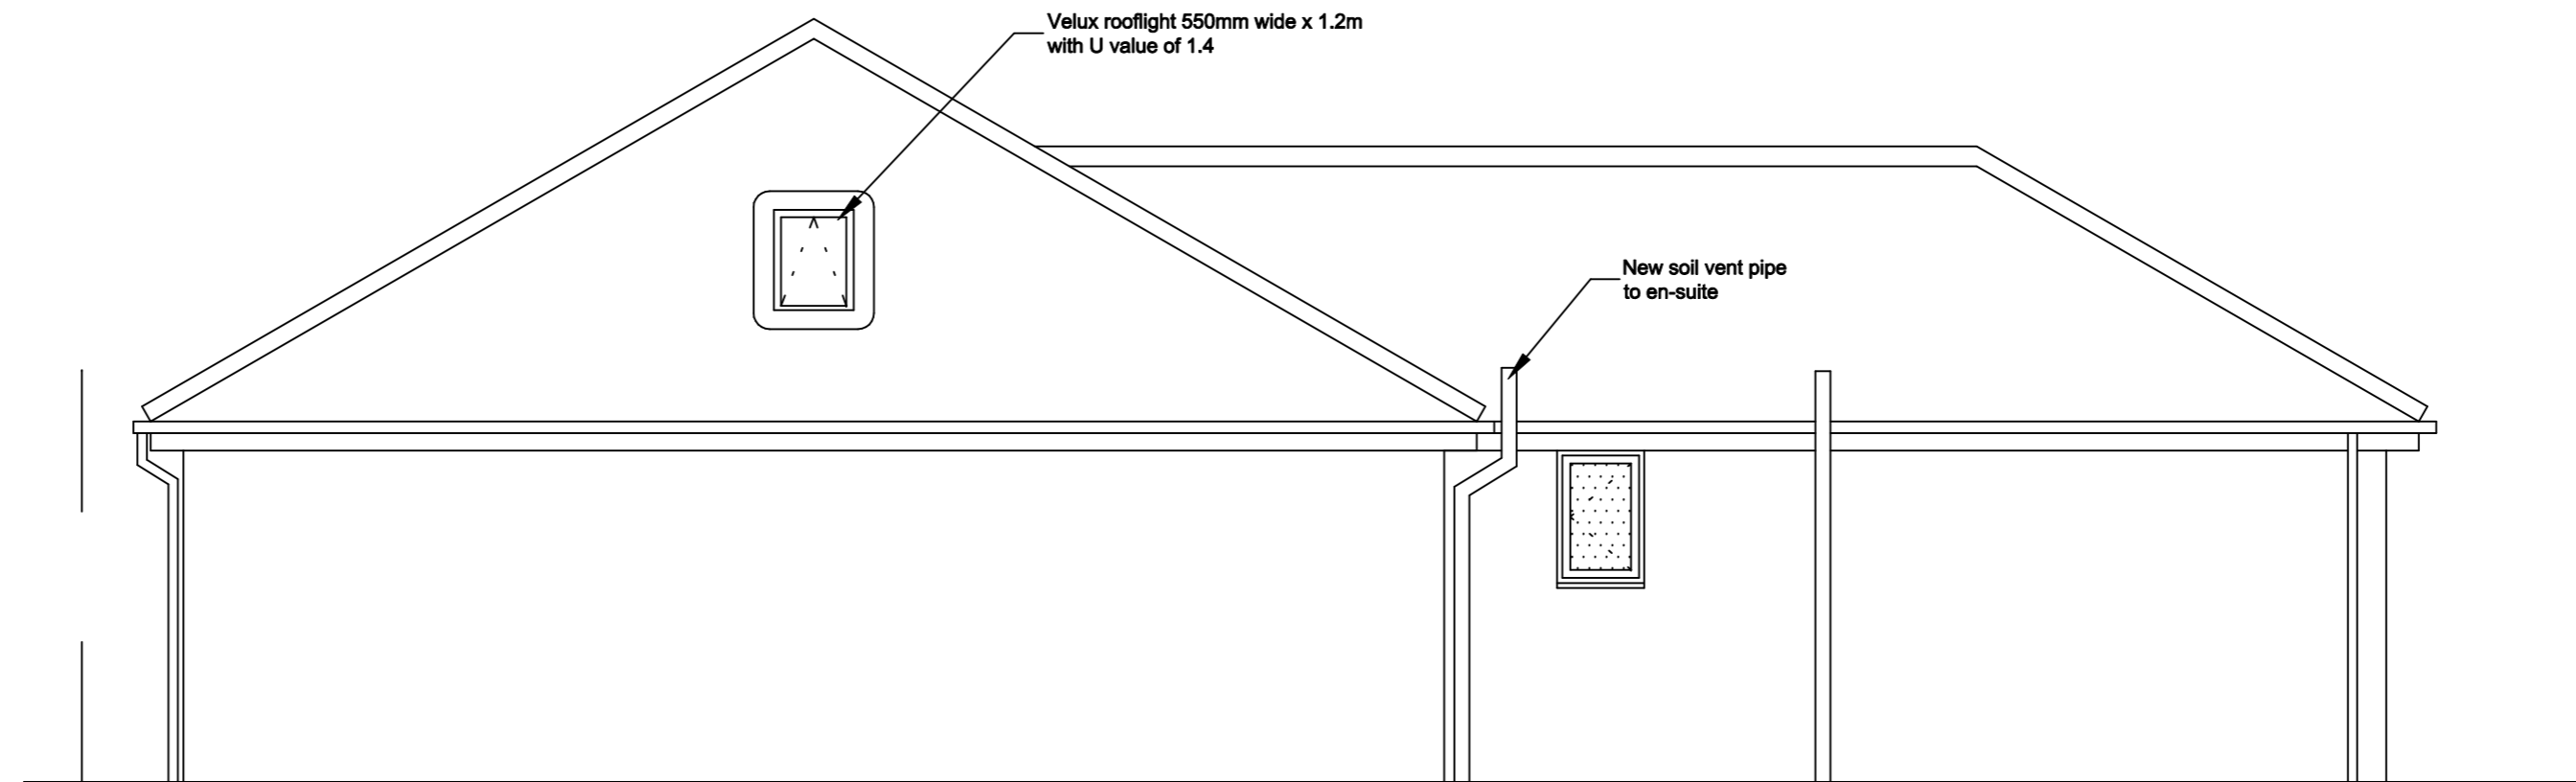 Velux rooflight 550mm wide x 1.2m
with U value of 1.4
New soil vent pipe
to en-suite